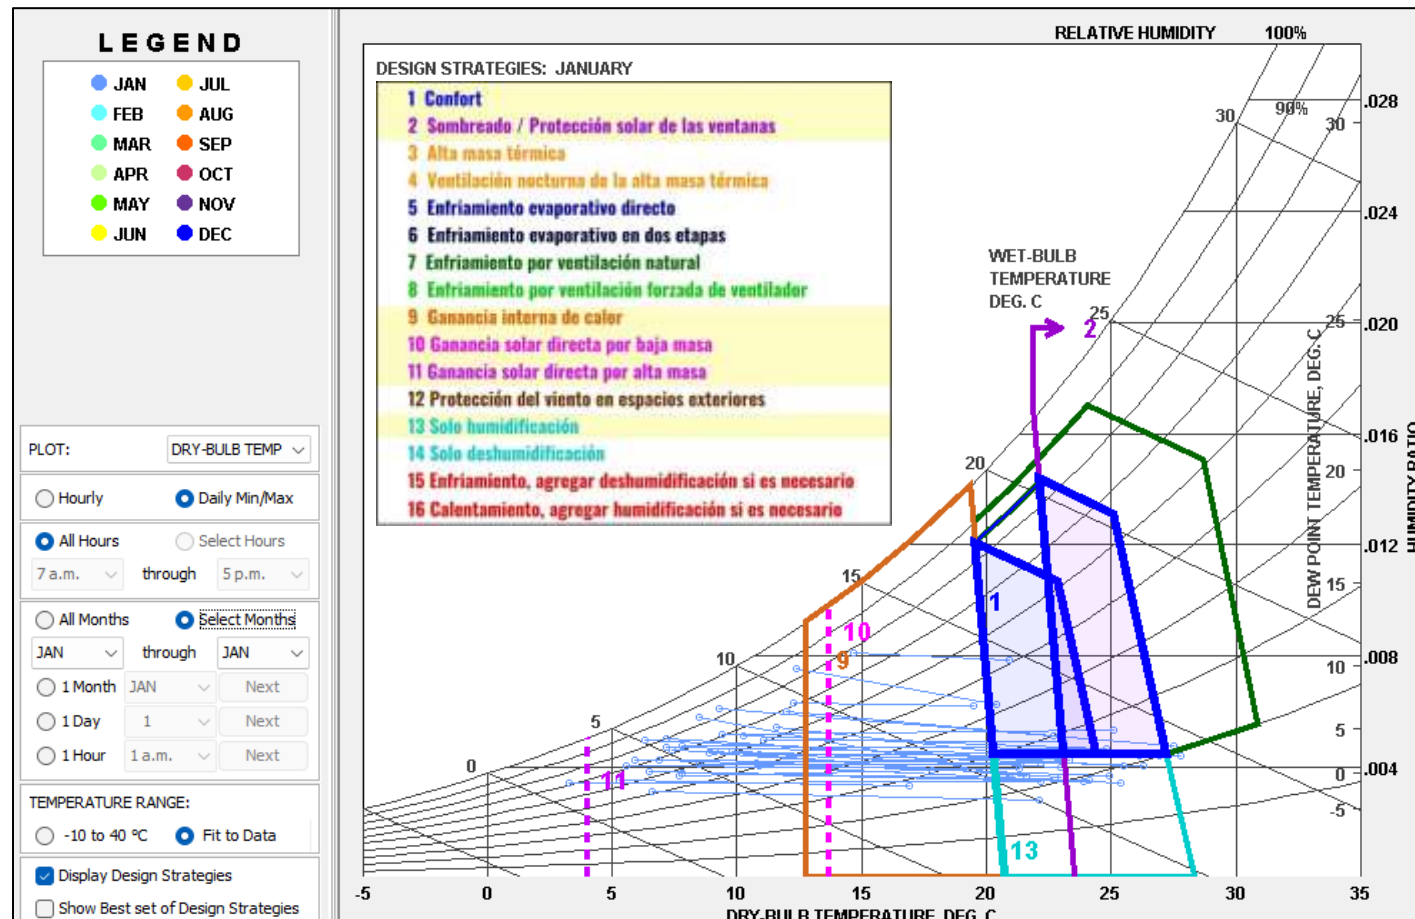 LEGEND
JAN JUL
FEB AUG
MAR SEP
APR OCT
MAY NOV
JUN DEC
PLOT: DRY-BULB TEMP
Hourly Daily Min/Max
All Hours Select Hours
7 a.m. through 5 p.m.
All Months Select Months
JAN through JAN
1 Month JAN Next
1 Day 1 Next
1 Hour 1 a.m. Next
TEMPERATURE RANGE:
-10 to 40 ºC Fit to Data
Display Design Strategies
Show Best set of Design Strategies
RELATIVE HUMIDITY 100%
DESIGN STRATEGIES: JANUARY
1 Confort
2 Sombreado / Protección solar de las ventanas
3 Alta masa térmica
4 Ventilación nocturna de la alta masa térmica
5 Enfriamiento evaporativo directo
6 Enfriamiento evaporativo en dos etapas
7 Enfriamiento por ventilación natural
8 Enfriamiento por ventilación forzada de ventilador
9 Ganancia interna de calor
10 Ganancia solar directa por baja masa
11 Ganancia solar directa por alta masa
12 Protección del viento en espacios exteriores
13 Solo humidificación
14 Solo deshumidificación
15 Enfriamiento, agregar deshumidificación si es necesario
16 Calentamiento, agregar humidificación si es necesario
90%
WET-BULB
TEMPERATURE
DEG. C
0
5
10
15
20
25
30
2
1
10
9
11
13
30
25
20
15
10
5
0
-5
DEW POINT TEMPERATURE, DEG. C
.028
.024
.020
.016
.012
.008
.004
HUMIDITY RATIO
-5 0 5 10 15 20 25 30 35
DRY-BULB TEMPERATURE, DEG. C